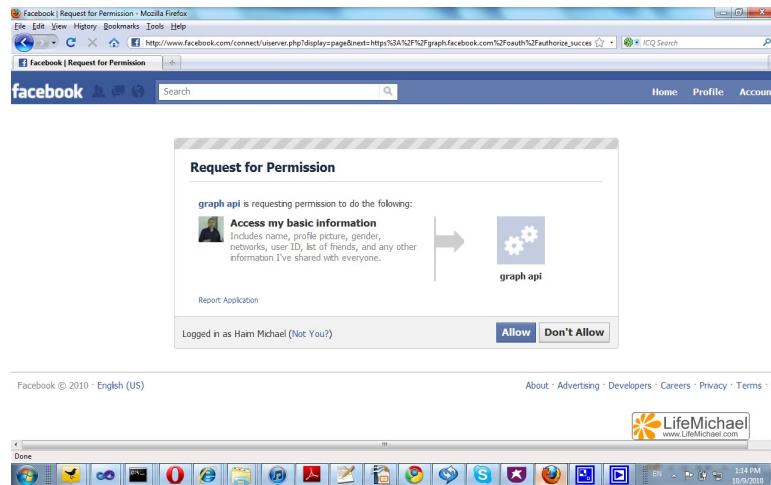 Facebook | Request for Permission - Mozilla Firefox
File Edit View History Bookmarks Tools Help
http://www.facebook.com/connect/uiserver.php?display=page&next=https%3A%2F%2Fgraph.facebook.com%2Foauth%2Fauthorize_succes
ICQ Search
Facebook | Request for Permission
facebook
Search
Home Profile Accoun
Request for Permission
graph api is requesting permission to do the following:
Access my basic information
Includes name, profile picture, gender,
networks, user ID, list of friends, and any other
information I've shared with everyone.
graph api
Report Application
Logged in as Haim Michael (Not You?)
Allow Don't Allow
Facebook © 2010 · English (US)
About · Advertising · Developers · Careers · Privacy · Terms ·
LifeMichael
www.LifeMichael.com
Done
EN
1:14 PM
10/9/2010